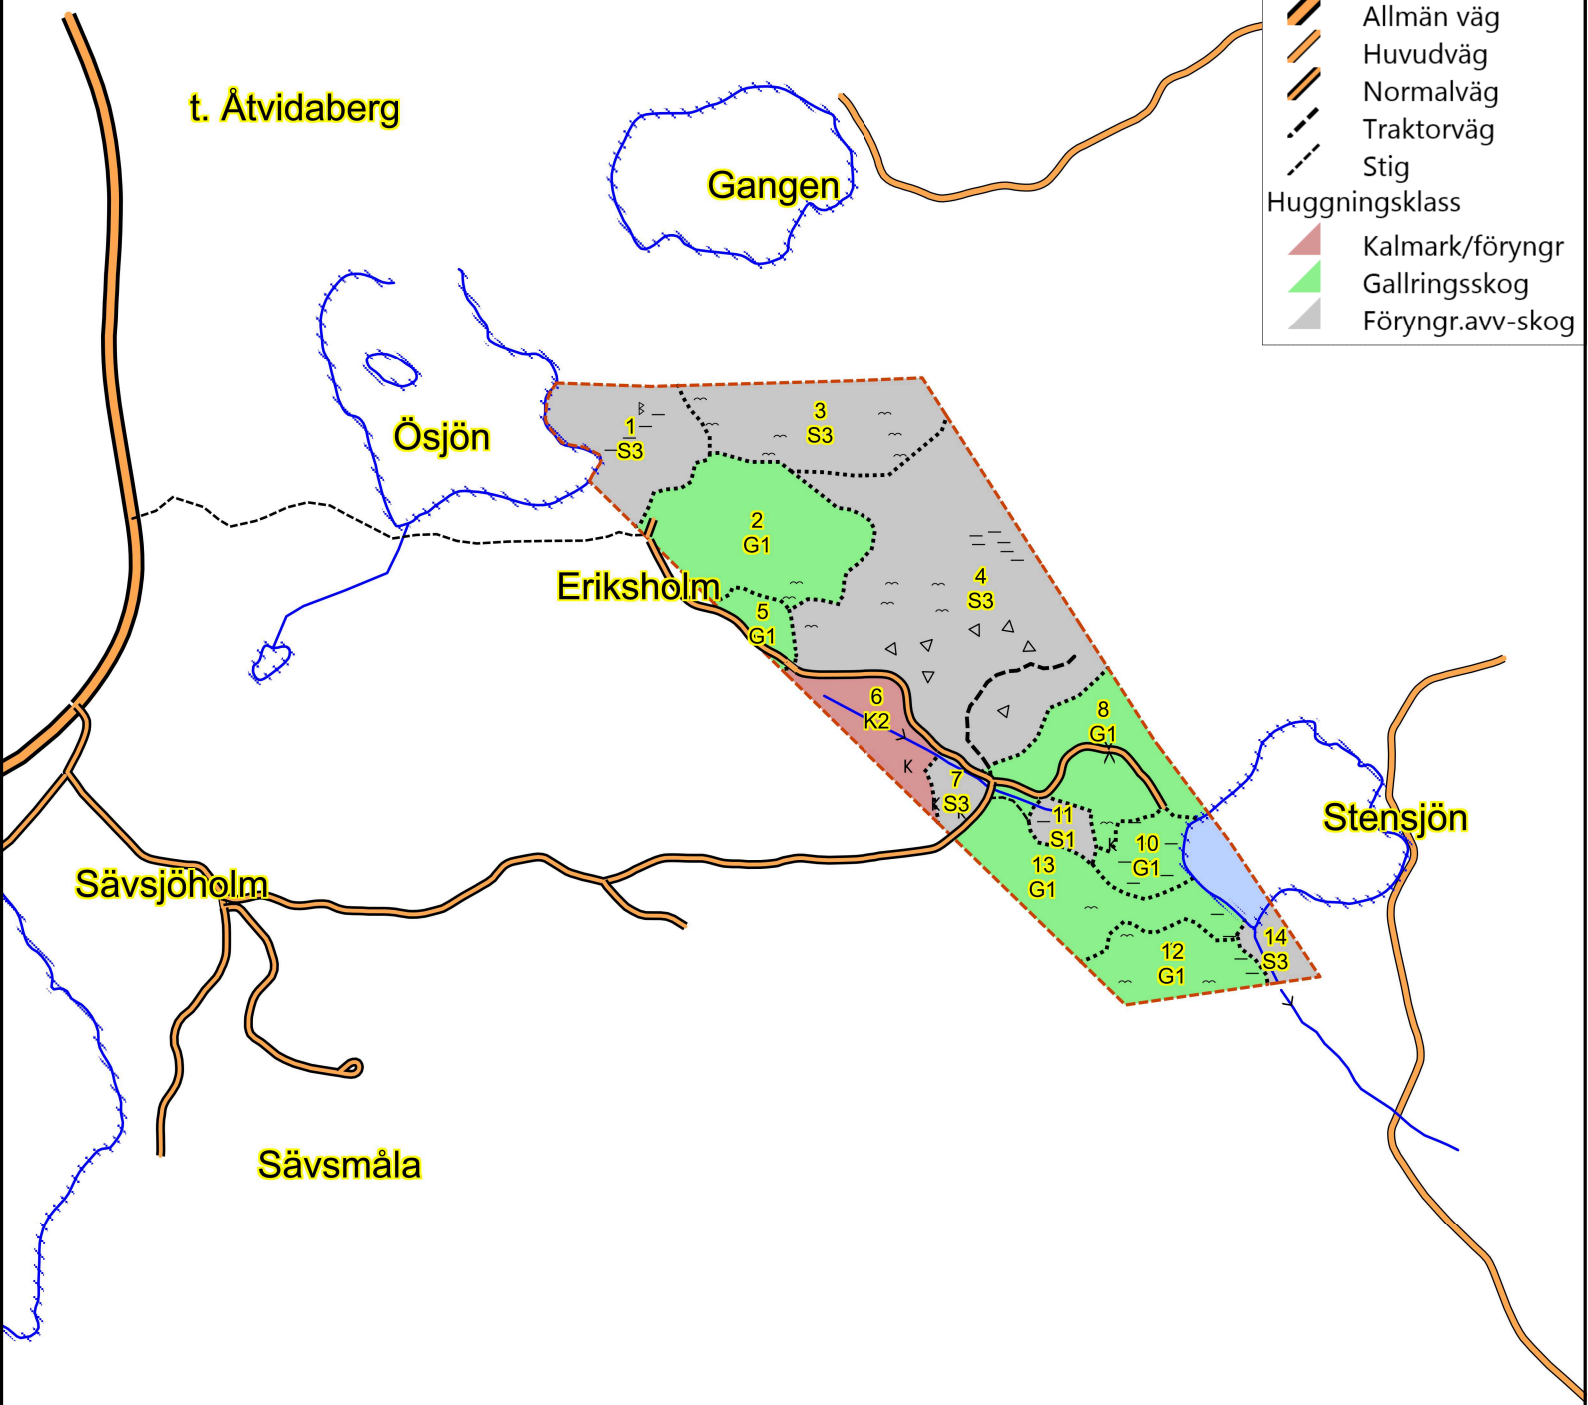 Allmän väg
Huvudväg
Normalväg
Traktorväg
Stig
Huggningsklass
Kalmark/föryngr
Gallringsskog
Föryngr.avv-skog
t. Åtvidaberg
Gangen
Ösjön
1
S3
3
S3
2
G1
4
S3
Eriksholm
5
G1
6
K2
8
G1
K
7
S3
K
K
11
S1
K
10
G1
13
G1
Stensjön
Sävsjöholm
12
G1
14
S3
Sävsmåla